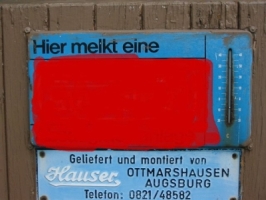 Hier melkt eine
Geliefert und montiert von
Hauser OTTMARSHAUSEN
AUGSBURG
Telefon: 0821/48582